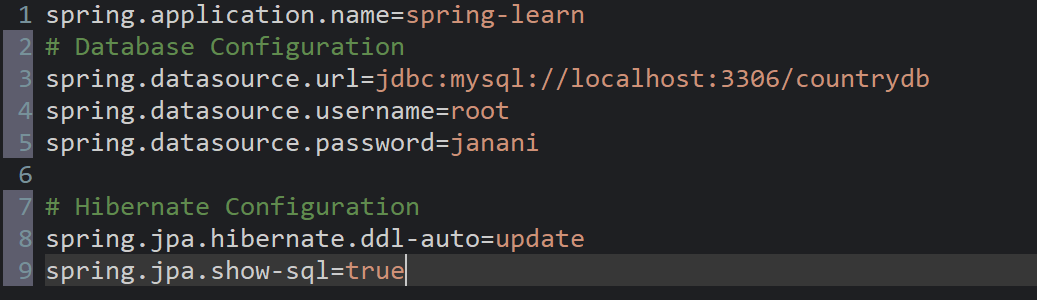 1 spring.application.name=spring-learn
2 # Database Configuration
3 spring.datasource.url=jdbc:mysql://localhost:3306/countrydb
4 spring.datasource.username=root
5 spring.datasource.password=janani
6
7 # Hibernate Configuration
8 spring.jpa.hibernate.ddl-auto=update
9 spring.jpa.show-sql=true